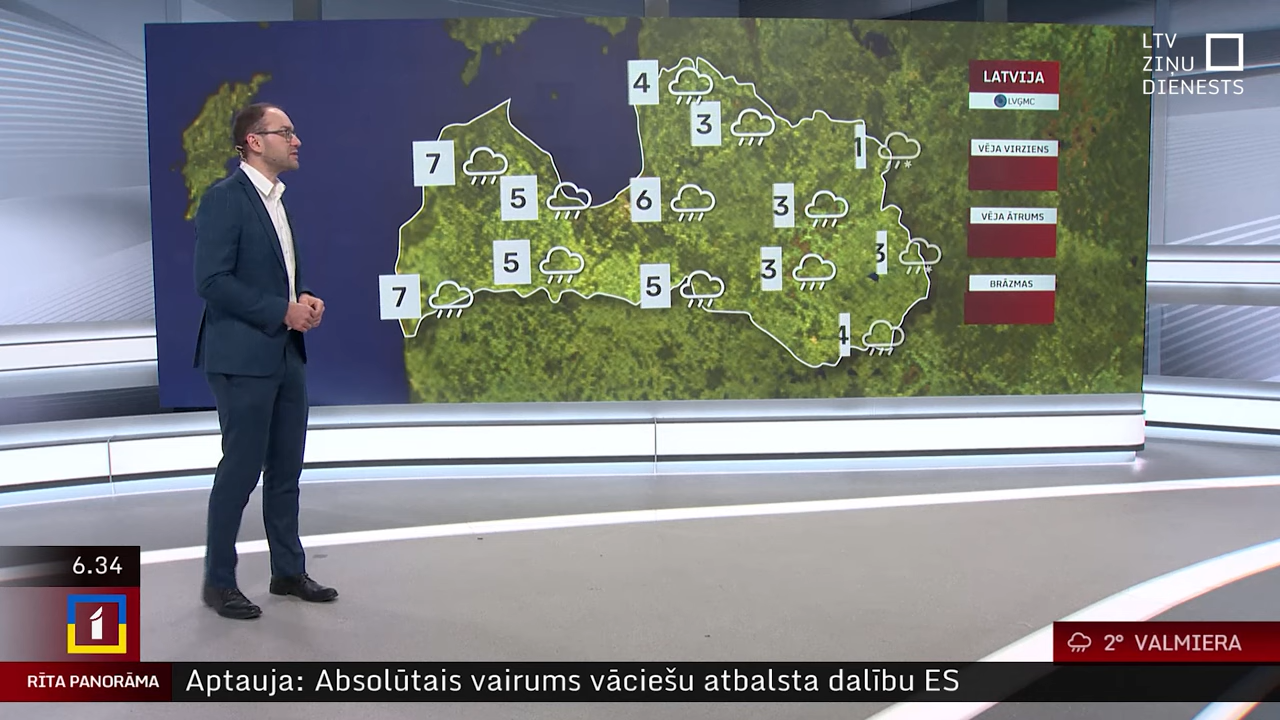 LTV
ZIŅU
DIENESTS
LATVIJA
LVĢMC
VĒJA VIRZIENS
VĒJA ĀTRUMS
BRĀZMAS
4
3
1
7
5
6
3
5
3
3
7
5
4
6.34
1
2° VALMIERA
RĪTA PANORĀMA
Aptauja: Absolūtais vairums vāciešu atbalsta dalību ES